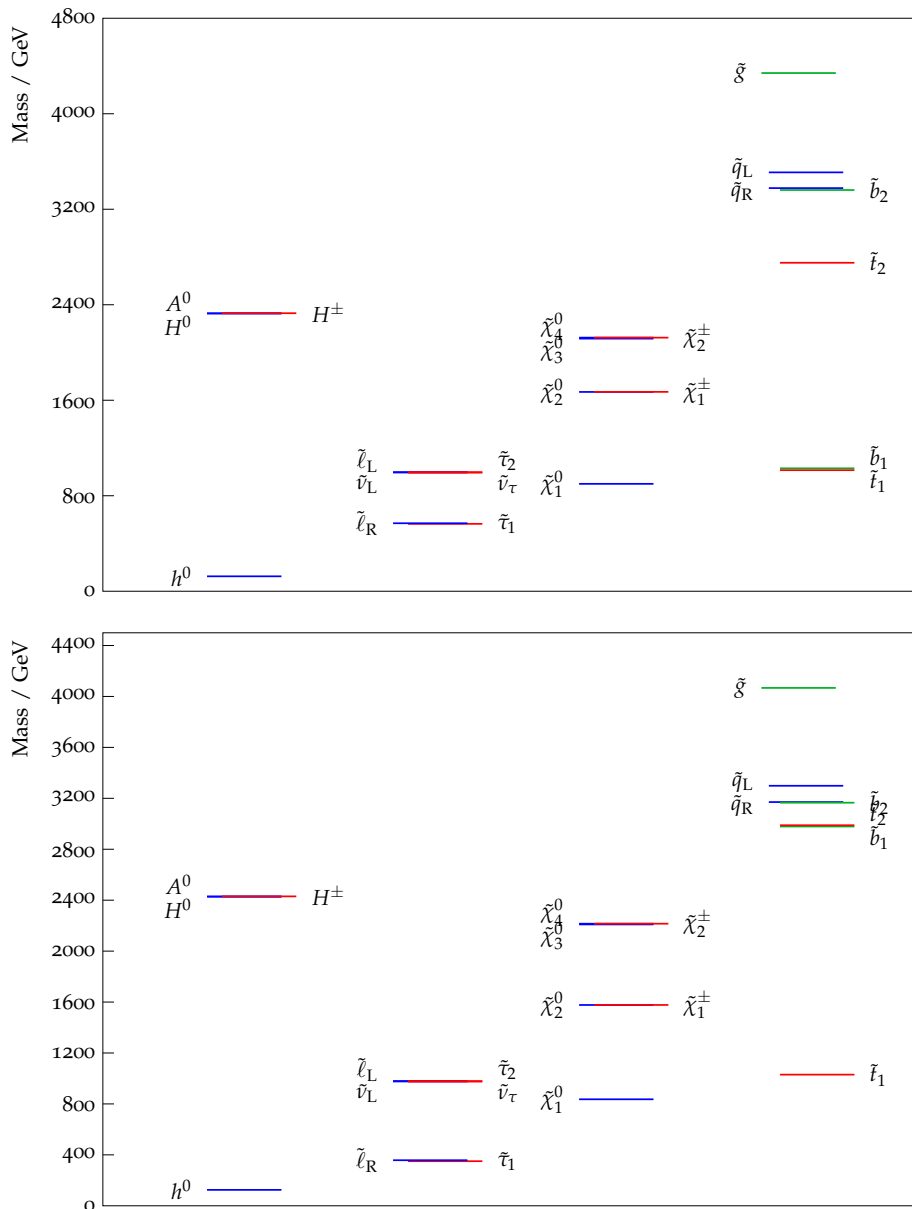 Mass / GeV
4800
4000
3200
2400
1600
800
0
g̃
q̃L
q̃R
b̃2
t̃2
A⁰
H⁰
H±
χ̃⁰4
χ̃⁰3
χ̃±2
χ̃⁰2
χ̃±1
ℓ̃L
ν̃L
τ̃2
ν̃τ
χ̃⁰1
b̃1
t̃1
ℓ̃R
τ̃1
h⁰
Mass / GeV
4400
4000
3600
3200
2800
2400
2000
1600
1200
800
400
0
g̃
q̃L
q̃R
b̃2
t̃2
b̃1
A⁰
H⁰
H±
χ̃⁰4
χ̃⁰3
χ̃±2
χ̃⁰2
χ̃±1
ℓ̃L
ν̃L
τ̃2
ν̃τ
χ̃⁰1
t̃1
ℓ̃R
τ̃1
h⁰